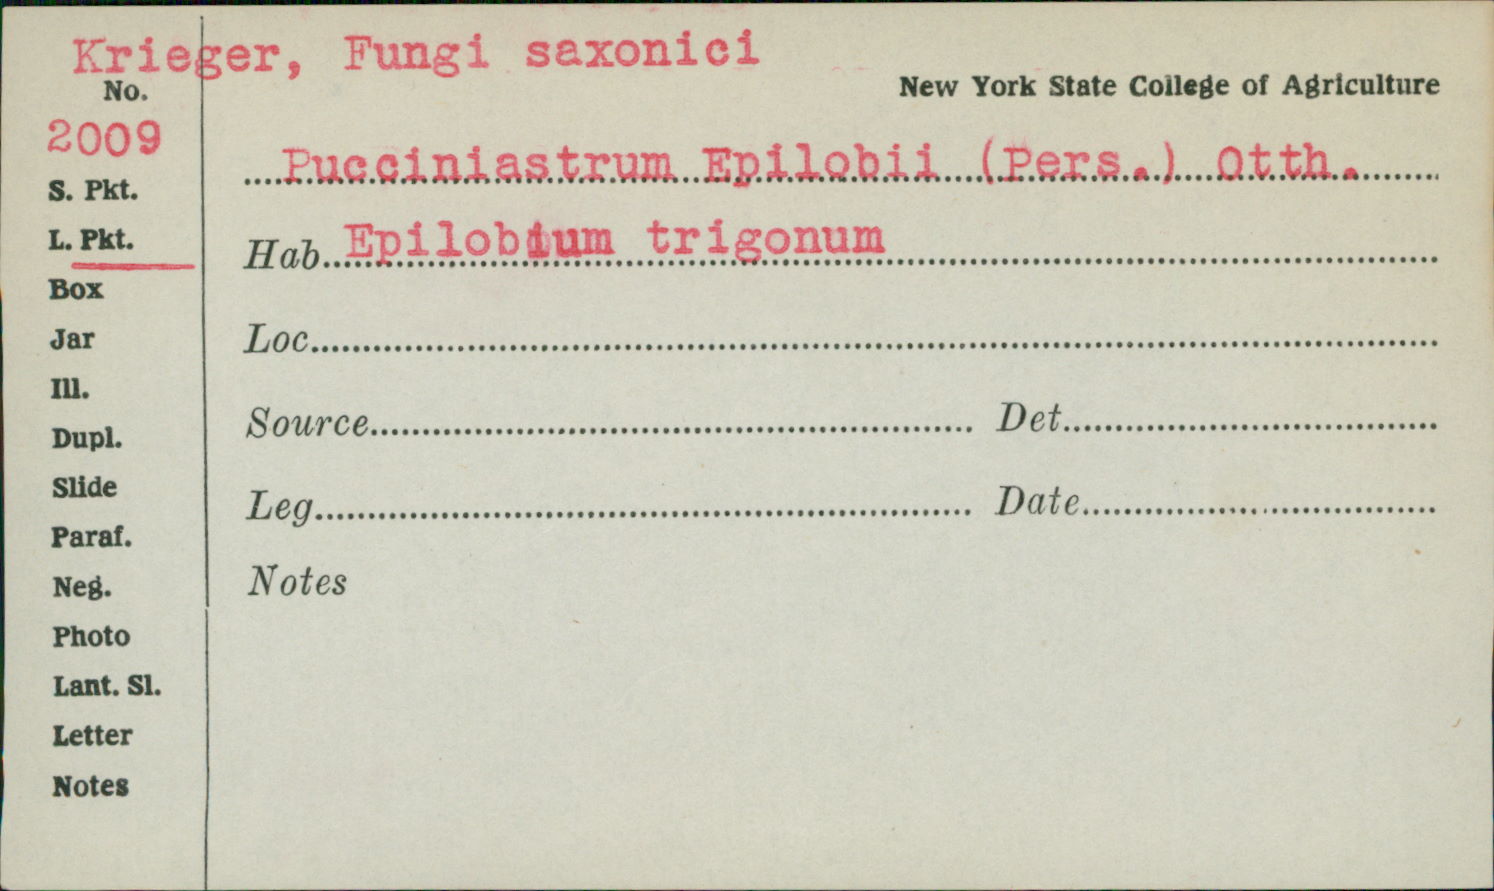 Krieger, Fungi saxonici
No.
New York State College of Agriculture
2009
Pucciniastrum Epilobii (Pers.) Otth.
S. Pkt.
L. Pkt.
Hab. Epilobium trigonum
Box
Jar
Loc.
Ill.
Dupl.
Source Det.
Slide
Leg. Date
Paraf.
Neg.
Notes
Photo
Lant. Sl.
Letter
Notes